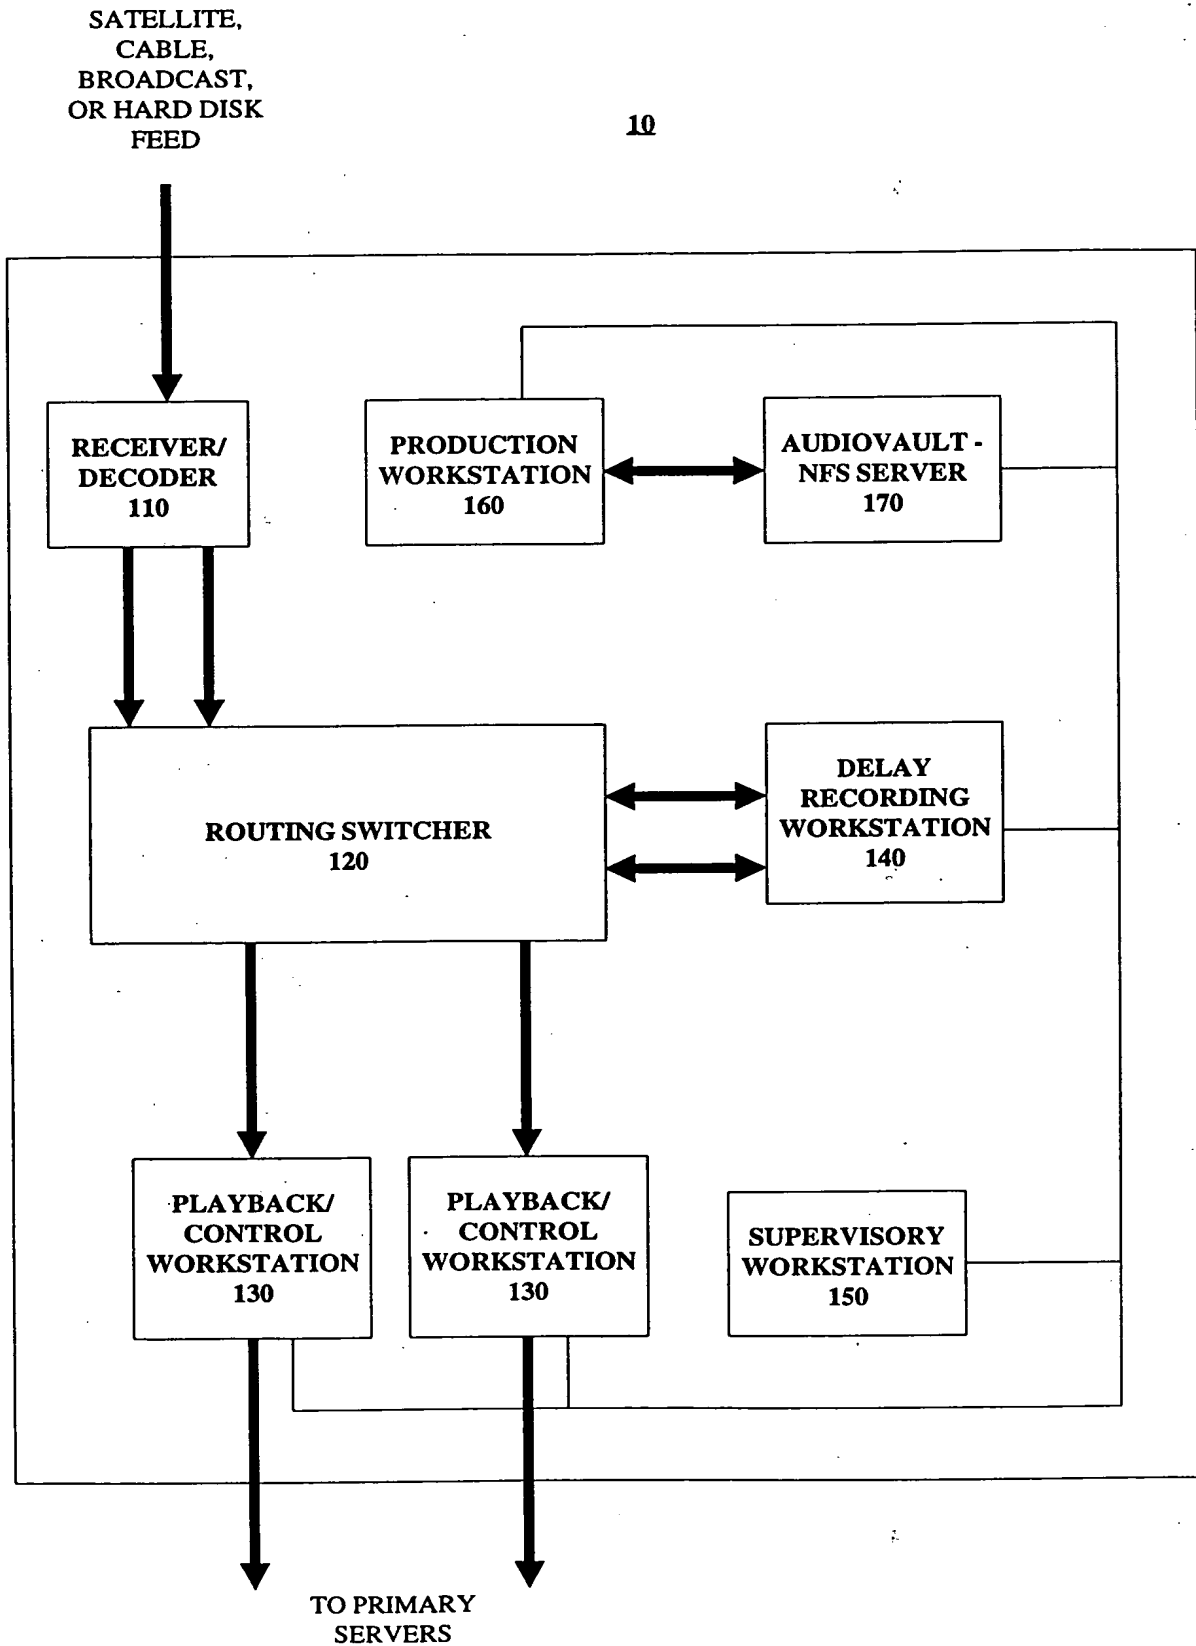 SATELLITE,
CABLE,
BROADCAST,
OR HARD DISK
FEED
10
RECEIVER/
DECODER
110
PRODUCTION
WORKSTATION
160
AUDIOVAULT -
NFS SERVER
170
ROUTING SWITCHER
120
DELAY
RECORDING
WORKSTATION
140
PLAYBACK/
CONTROL
WORKSTATION
130
PLAYBACK/
CONTROL
WORKSTATION
130
SUPERVISORY
WORKSTATION
150
TO PRIMARY
SERVERS